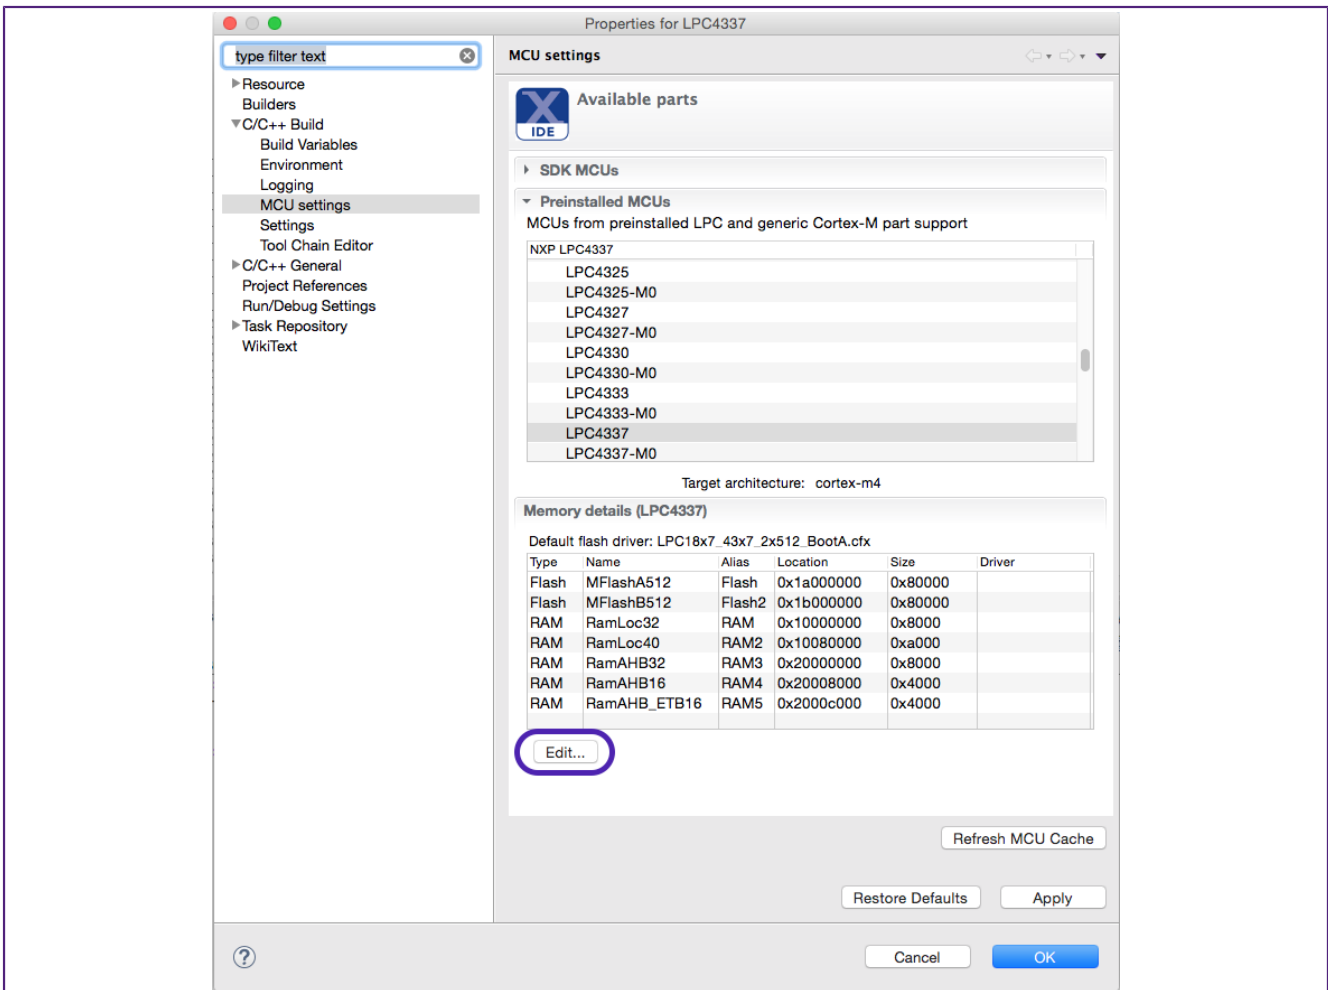 Properties for LPC4337
type filter text
Resource
Builders
C/C++ Build
Build Variables
Environment
Logging
MCU settings
Settings
Tool Chain Editor
C/C++ General
Project References
Run/Debug Settings
Task Repository
WikiText
MCU settings
X
IDE
Available parts
SDK MCUs
Preinstalled MCUs
MCUs from preinstalled LPC and generic Cortex-M part support
NXP LPC4337
LPC4325
LPC4325-M0
LPC4327
LPC4327-M0
LPC4330
LPC4330-M0
LPC4333
LPC4333-M0
LPC4337
LPC4337-M0
Target architecture: cortex-m4
Memory details (LPC4337)
Default flash driver: LPC18x7_43x7_2x512_BootA.cfx
Type Name Alias Location Size Driver
Flash MFlashA512 Flash 0x1a000000 0x80000
Flash MFlashB512 Flash2 0x1b000000 0x80000
RAM RamLoc32 RAM 0x10000000 0x8000
RAM RamLoc40 RAM2 0x10080000 0xa000
RAM RamAHB32 RAM3 0x20000000 0x8000
RAM RamAHB16 RAM4 0x20008000 0x4000
RAM RamAHB_ETB16 RAM5 0x2000c000 0x4000
Edit...
Refresh MCU Cache
Restore Defaults Apply
? Cancel OK